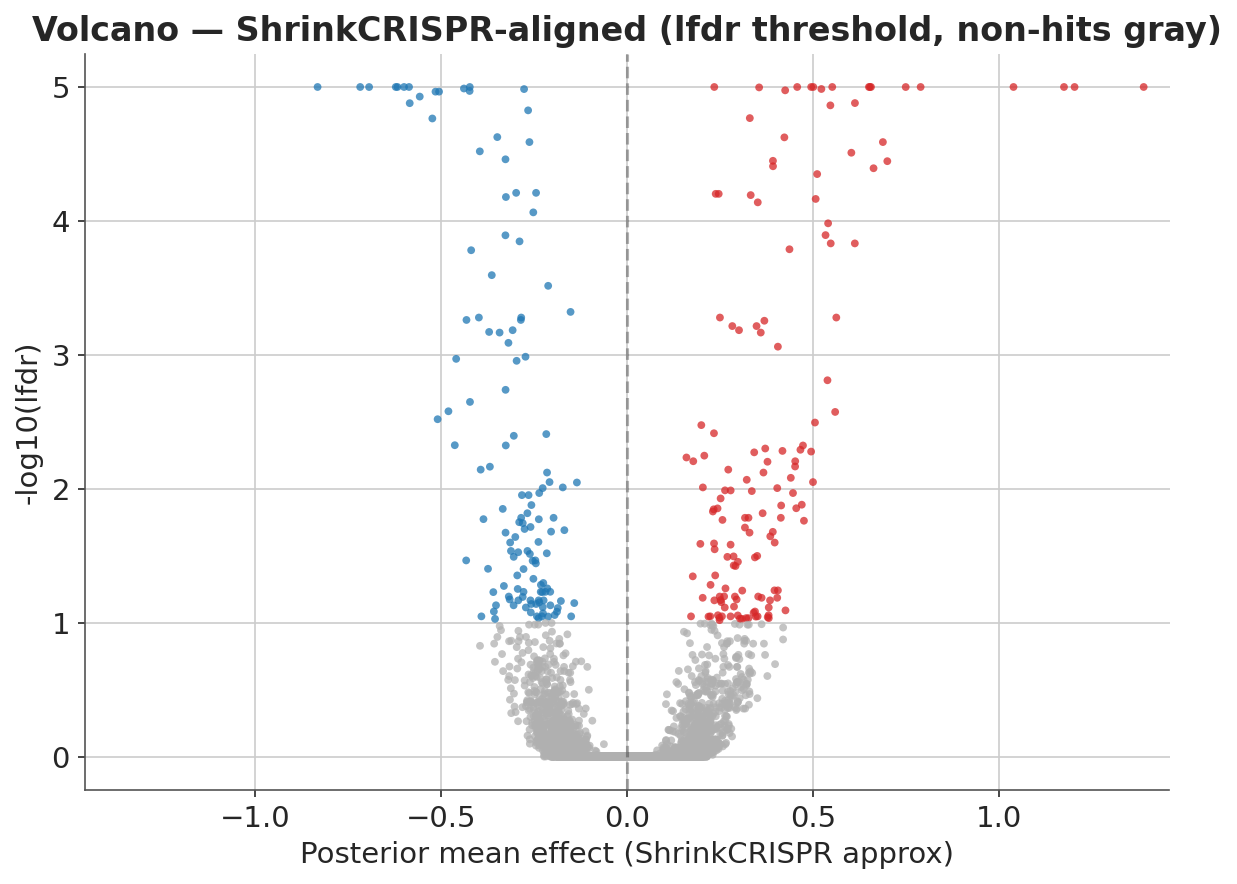 Volcano — ShrinkCRISPR-aligned (lfdr threshold, non-hits gray)
-log10(lfdr)
5
4
3
2
1
0
−1.0 −0.5 0.0 0.5 1.0
Posterior mean effect (ShrinkCRISPR approx)